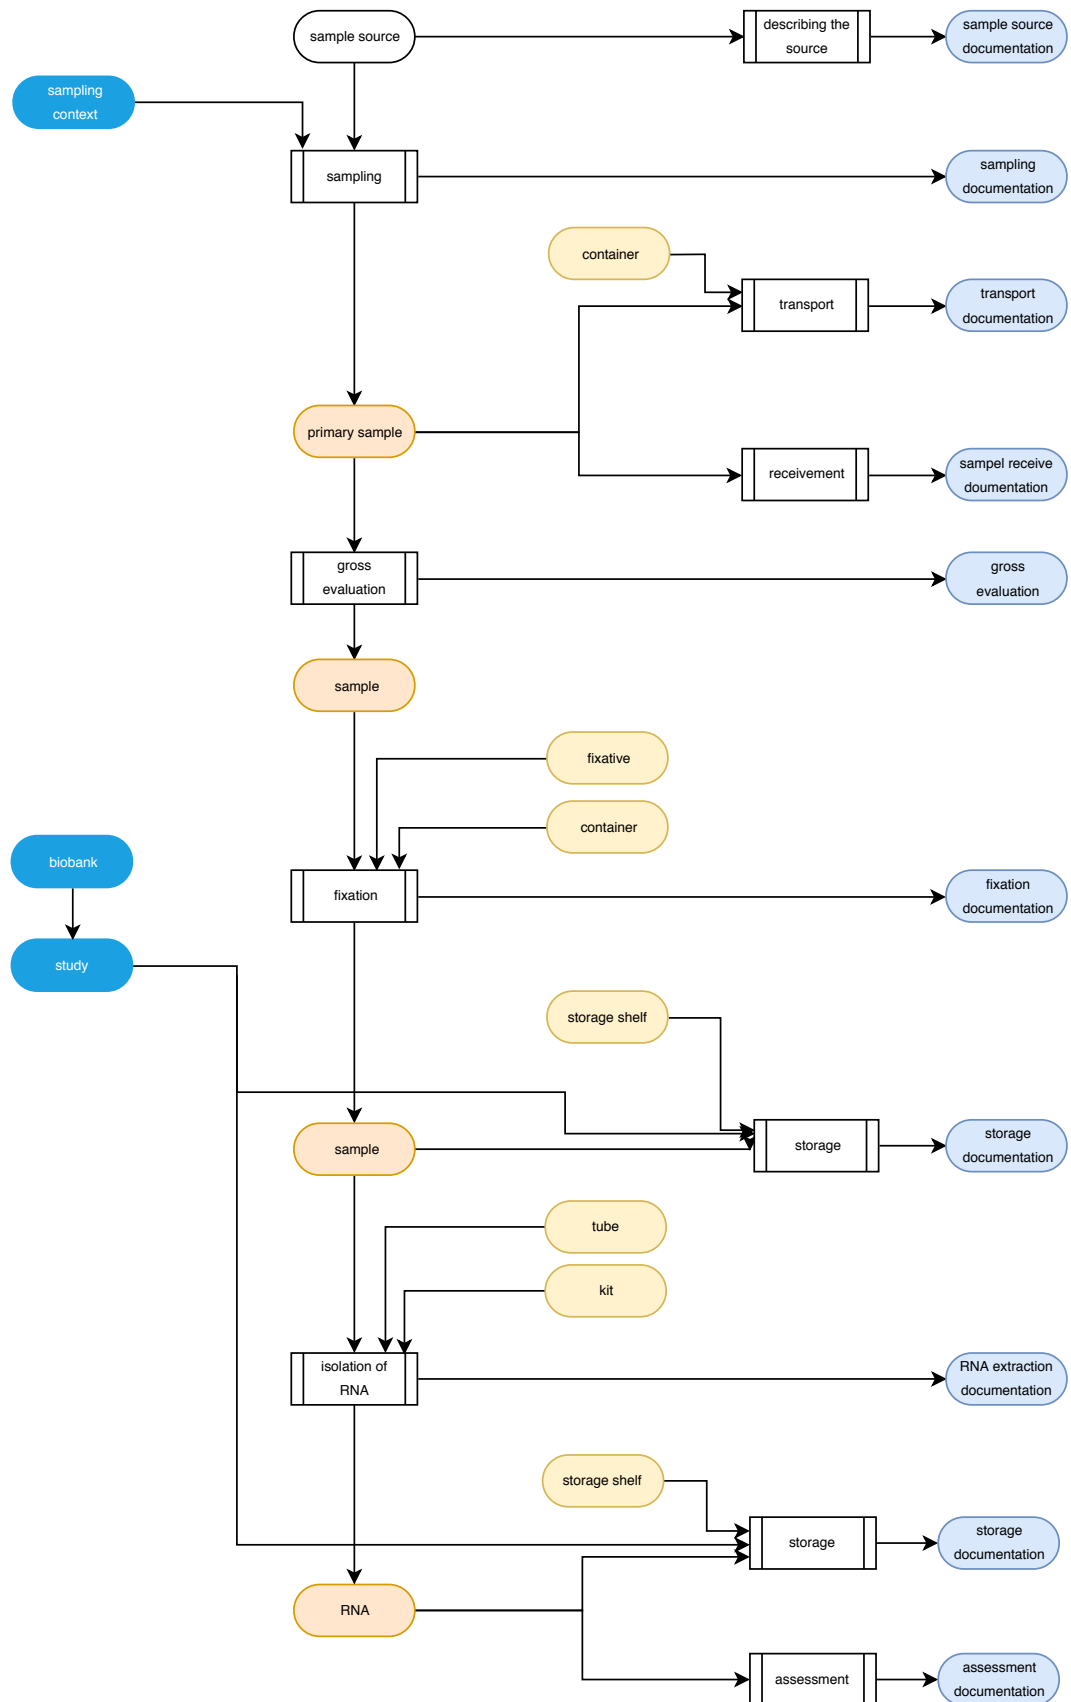 sample source
describing the
source
sample source
documentation
sampling
context
sampling
sampling
documentation
container
transport
transport
documentation
primary sample
receivement
sampel receive
doumentation
gross
evaluation
gross
evaluation
sample
fixative
container
biobank
fixation
fixation
documentation
study
storage shelf
sample
storage
storage
documentation
tube
kit
isolation of
RNA
RNA extraction
documentation
storage shelf
storage
storage
documentation
RNA
assessment
assessment
documentation